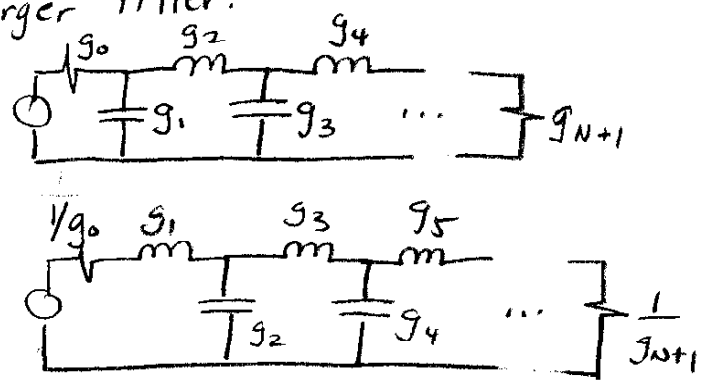 rger filter.
g0 g2 g4
g1 g3 ... gN+1
1/g0 g1 g3 g5
g2 g4 ... 1/gN+1